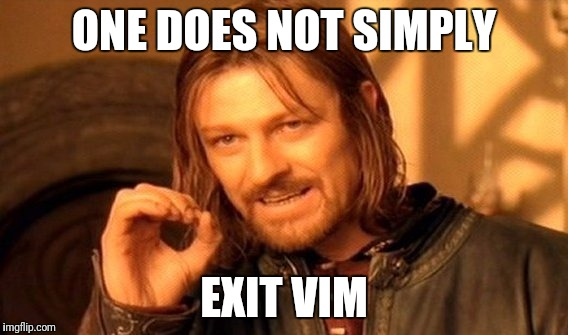 ONE DOES NOT SIMPLY
EXIT VIM
imgflip.com